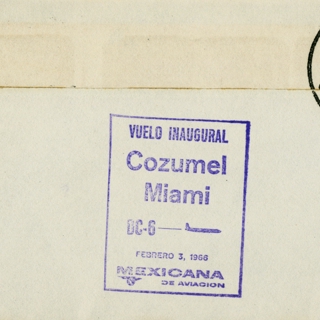 VUELO INAUGURAL
Cozumel
Miami
DC-6
FEBRERO 3, 1966
MEXICANA
DE AVIACION